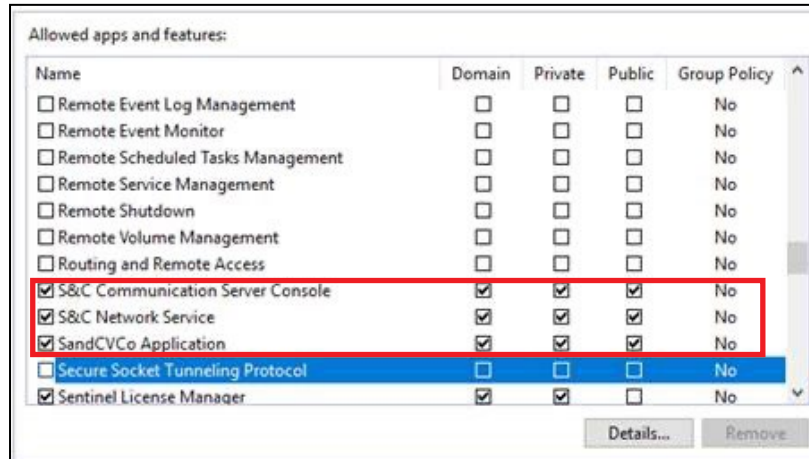 Allowed apps and features:
Name Domain Private Public Group Policy
Remote Event Log Management No
Remote Event Monitor No
Remote Scheduled Tasks Management No
Remote Service Management No
Remote Shutdown No
Remote Volume Management No
Routing and Remote Access No
S&C Communication Server Console No
S&C Network Service No
SandCVCo Application No
Secure Socket Tunneling Protocol No
Sentinel License Manager No
Details... Remove